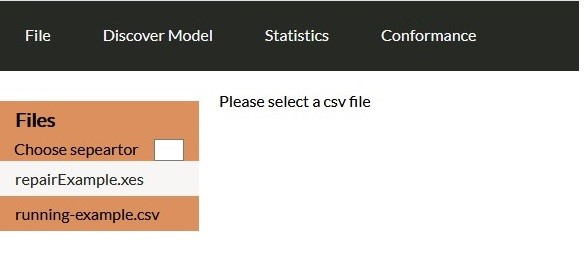 File Discover Model Statistics Conformance
Files
Choose sepeartor
repairExample.xes
running-example.csv
Please select a csv file